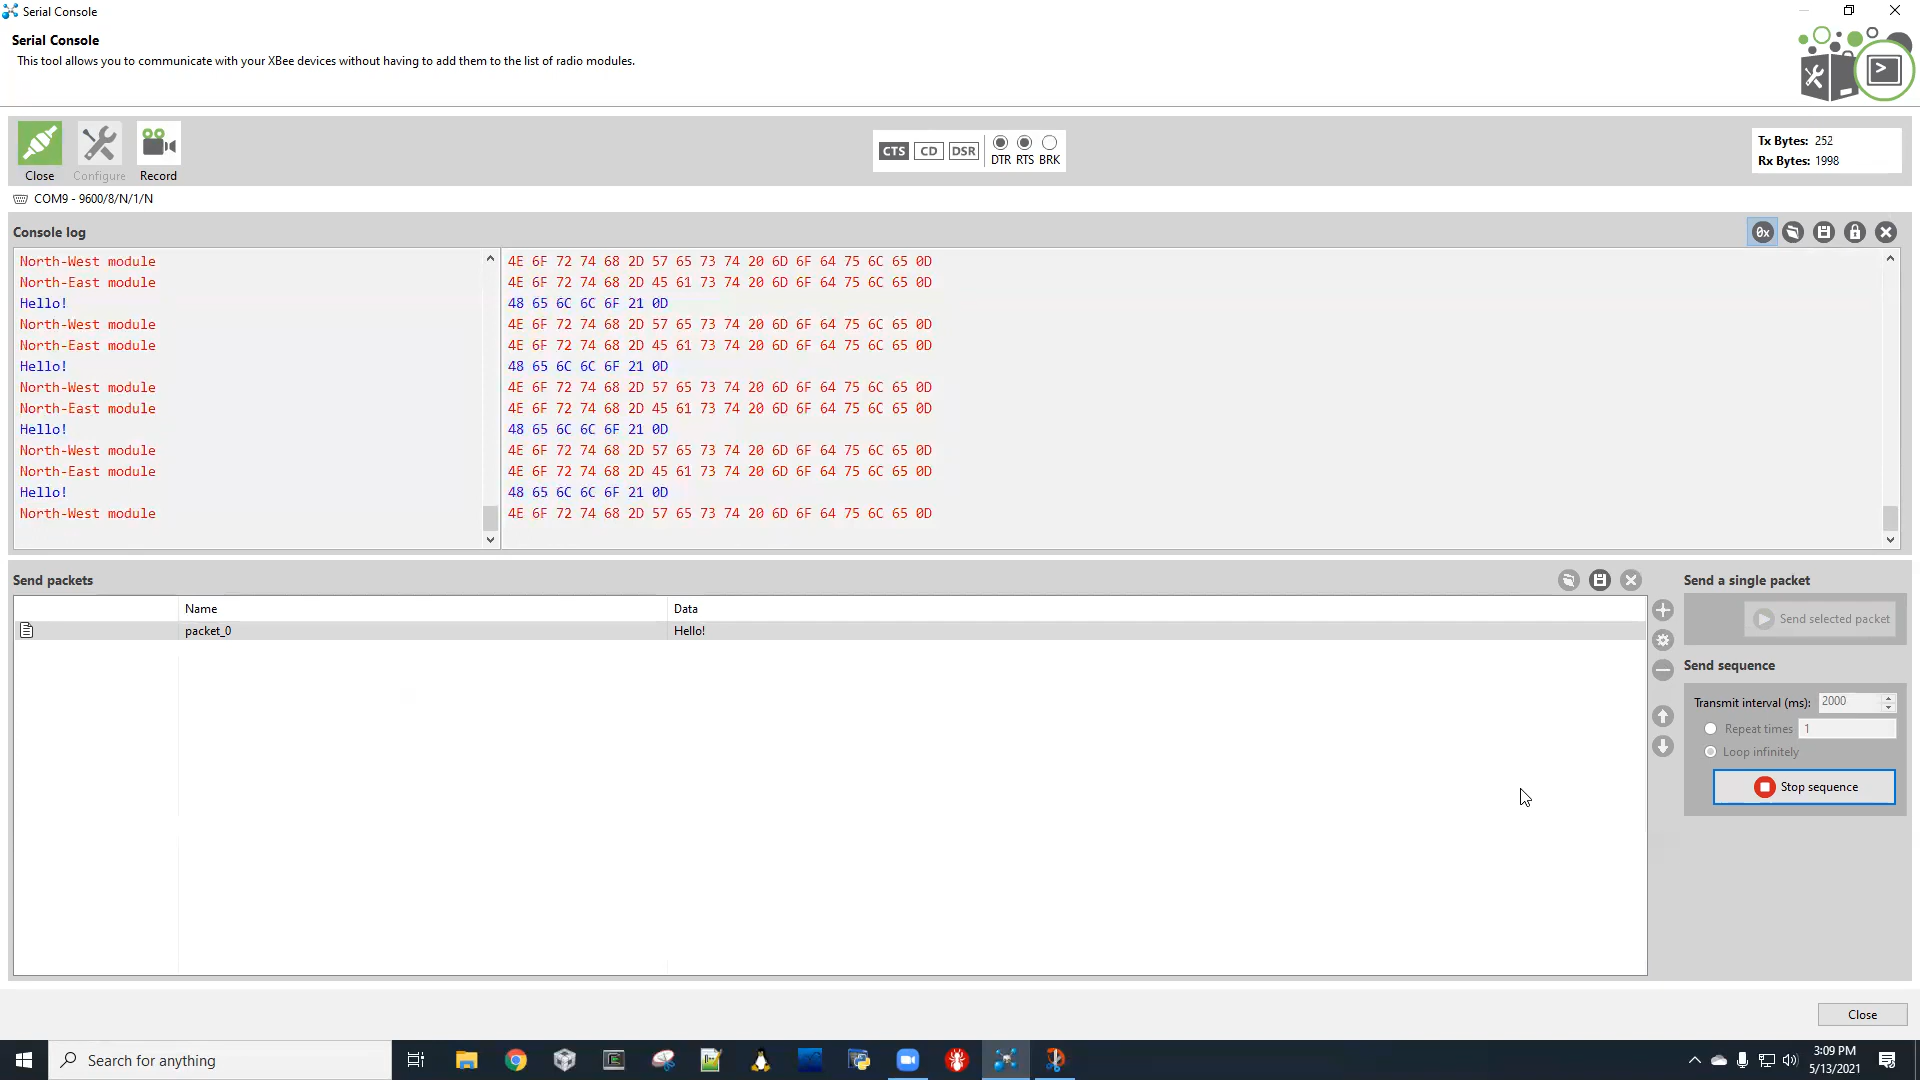 Serial Console
Serial Console
This tool allows you to communicate with your XBee devices without having to add them to the list of radio modules.
Close Configure Record
CTS CD DSR DTR RTS BRK
Tx Bytes: 252
Rx Bytes: 1998
COM9 - 9600/8/N/1/N
Console log
0x
North-West module 4E 6F 72 74 68 2D 57 65 73 74 20 6D 6F 64 75 6C 65 0D
North-East module 4E 6F 72 74 68 2D 45 61 73 74 20 6D 6F 64 75 6C 65 0D
Hello! 48 65 6C 6C 6F 21 0D
North-West module 4E 6F 72 74 68 2D 57 65 73 74 20 6D 6F 64 75 6C 65 0D
North-East module 4E 6F 72 74 68 2D 45 61 73 74 20 6D 6F 64 75 6C 65 0D
Hello! 48 65 6C 6C 6F 21 0D
North-West module 4E 6F 72 74 68 2D 57 65 73 74 20 6D 6F 64 75 6C 65 0D
North-East module 4E 6F 72 74 68 2D 45 61 73 74 20 6D 6F 64 75 6C 65 0D
Hello! 48 65 6C 6C 6F 21 0D
North-West module 4E 6F 72 74 68 2D 57 65 73 74 20 6D 6F 64 75 6C 65 0D
North-East module 4E 6F 72 74 68 2D 45 61 73 74 20 6D 6F 64 75 6C 65 0D
Hello! 48 65 6C 6C 6F 21 0D
North-West module 4E 6F 72 74 68 2D 57 65 73 74 20 6D 6F 64 75 6C 65 0D
Send packets
Name Data
packet_0 Hello!
Send a single packet
Send selected packet
Send sequence
Transmit interval (ms): 2000
Repeat times 1
Loop infinitely
Stop sequence
Close
Search for anything
3:09 PM
5/13/2021